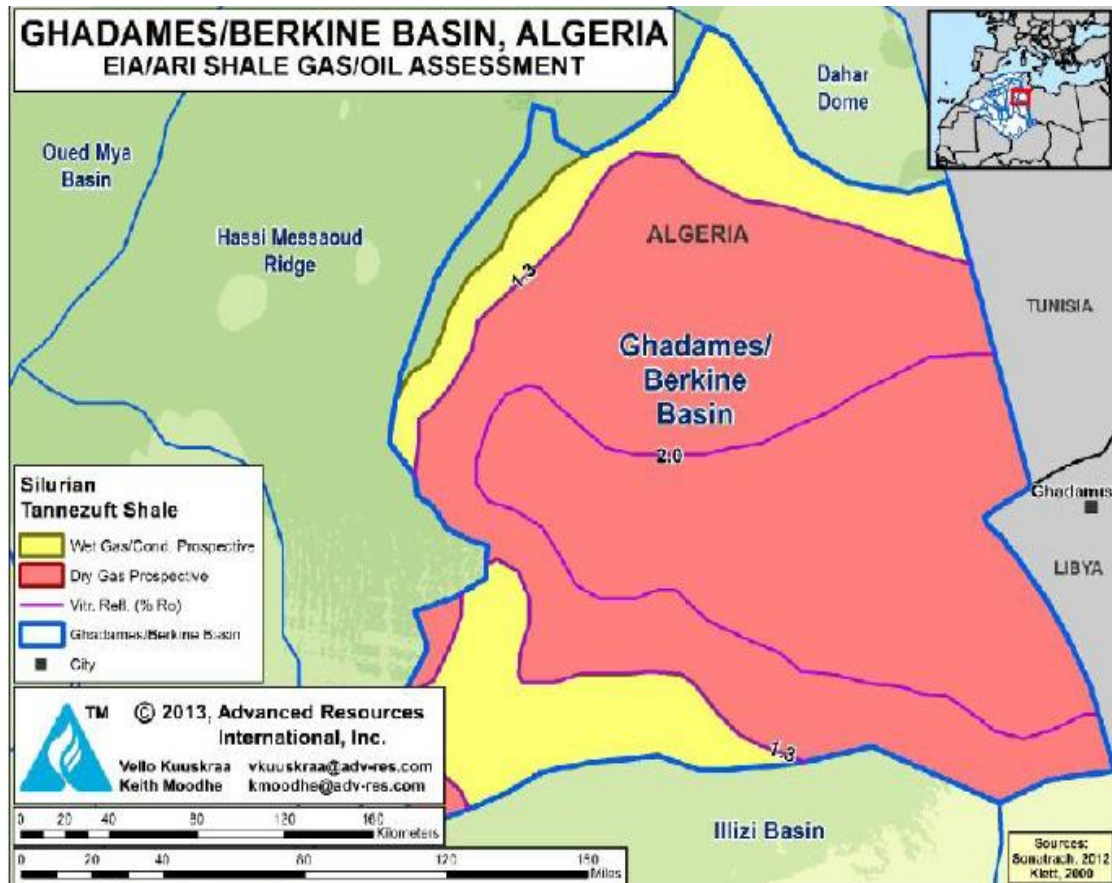 GHADAMES/BERKINE BASIN, ALGERIA
EIA/ARI SHALE GAS/OIL ASSESSMENT
Dahar
Dome
Oued Mya
Basin
Hassi Messaoud
Ridge
ALGERIA
1.3
TUNISIA
Ghadames/
Berkine
Basin
2.0
Ghadamis
LIBYA
Silurian
Tannezuft Shale
Wet Gas/Cond. Prospective
Dry Gas Prospective
Vitr. Refl. (% Ro)
Ghadames/Berkine Basin
City
TM
© 2013, Advanced Resources
International, Inc.
Vello Kuuskraa vkuuskraa@adv-res.com
Keith Moodhe kmoodhe@adv-res.com
1.3
0 20 40 80 120 160
Kilometers
0 20 40 80 120 160
Miles
Illizi Basin
Sources:
Sonatrach, 2012
Klett, 2000